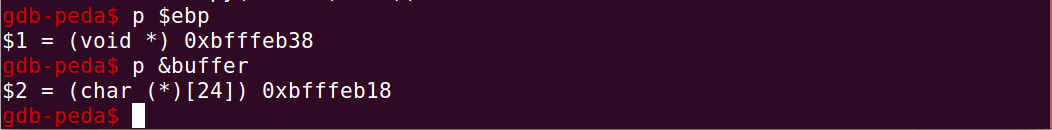 gdb-peda$ p $ebp
$1 = (void *) 0xbfffeb38
gdb-peda$ p &buffer
$2 = (char (*)[24]) 0xbfffeb18
gdb-peda$